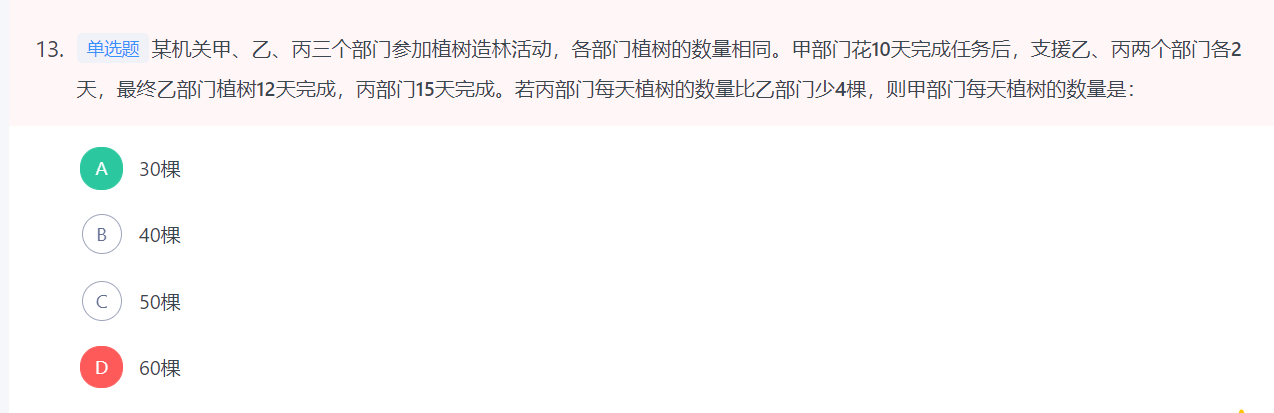 13. 单选题 某机关甲、乙、丙三个部门参加植树造林活动，各部门植树的数量相同。甲部门花10天完成任务后，支援乙、丙两个部门各2
天，最终乙部门植树12天完成，丙部门15天完成。若丙部门每天植树的数量比乙部门少4棵，则甲部门每天植树的数量是：
A 30棵
B 40棵
C 50棵
D 60棵